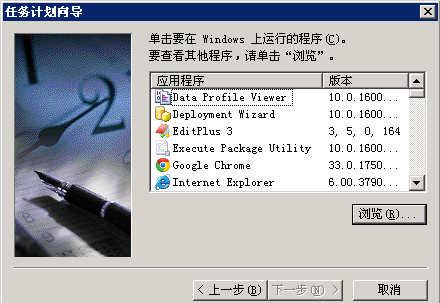 任务计划向导
单击要在 Windows 上运行的程序(C)。
要查看其他程序，请单击“浏览”。
应用程序 版本
Data Profile Viewer 10.0.1600...
Deployment Wizard 10.0.1600...
EditPlus 3 3, 5, 0, 164
Execute Package Utility 10.0.1600...
Google Chrome 33.0.1750...
Internet Explorer 6.00.3790...
浏览(R)...
< 上一步(B) 下一步(N) > 取消